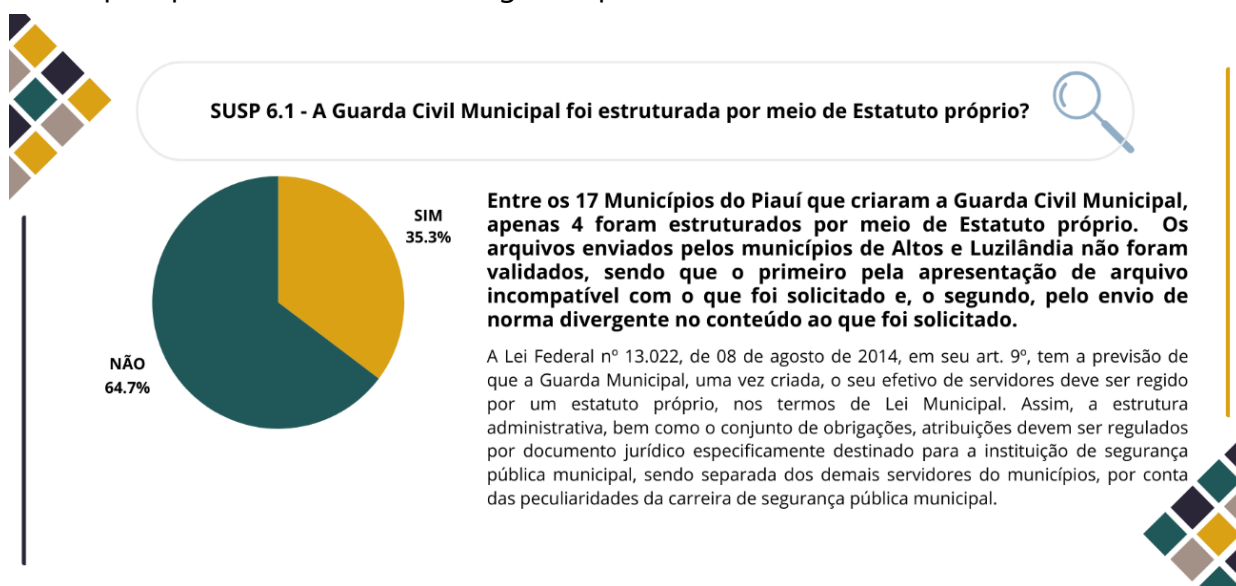 SUSP 6.1 - A Guarda Civil Municipal foi estruturada por meio de Estatuto próprio?
SIM
35.3%
NÃO
64.7%
Entre os 17 Municípios do Piauí que criaram a Guarda Civil Municipal,
apenas 4 foram estruturados por meio de Estatuto próprio. Os
arquivos enviados pelos municípios de Altos e Luzilândia não foram
validados, sendo que o primeiro pela apresentação de arquivo
incompatível com o que foi solicitado e, o segundo, pelo envio de
norma divergente no conteúdo ao que foi solicitado.
A Lei Federal nº 13.022, de 08 de agosto de 2014, em seu art. 9º, tem a previsão de
que a Guarda Municipal, uma vez criada, o seu efetivo de servidores deve ser regido
por um estatuto próprio, nos termos de Lei Municipal. Assim, a estrutura
administrativa, bem como o conjunto de obrigações, atribuições devem ser regulados
por documento jurídico especificamente destinado para a instituição de segurança
pública municipal, sendo separada dos demais servidores do municípios, por conta
das peculiaridades da carreira de segurança pública municipal.